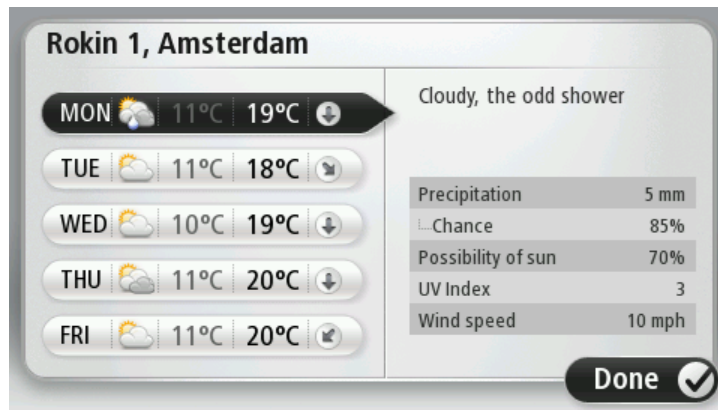 Rokin 1, Amsterdam
MON 11°C 19°C
TUE 11°C 18°C
WED 10°C 19°C
THU 11°C 20°C
FRI 11°C 20°C
Cloudy, the odd shower
Precipitation 5 mm
Chance 85%
Possibility of sun 70%
UV Index 3
Wind speed 10 mph
Done